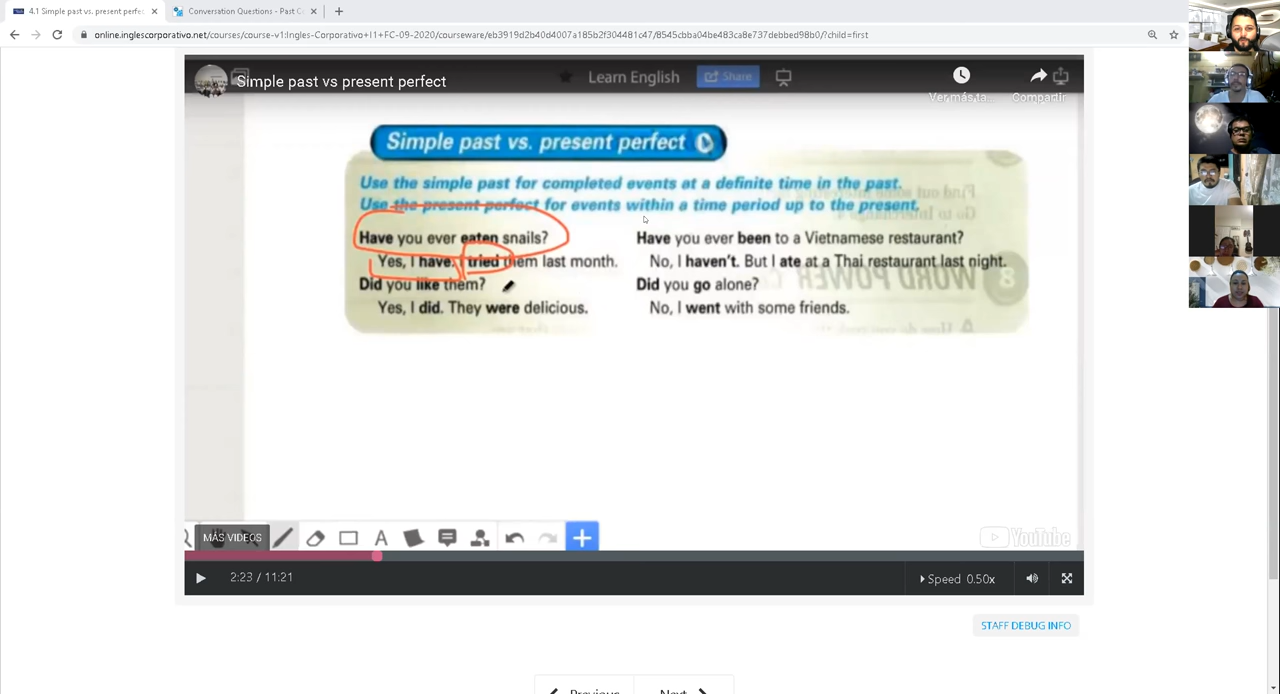 4.1 Simple past vs. present perfe
Conversation Questions - Past C
online.inglescorporativo.net/courses/course-v1:Ingles-Corporativo+I1+FC-09-2020/courseware/
Simple past vs present perfect
Learn English
Share
Ver más ta...
Compartir
Simple past vs. present perfect
Use the simple past for completed events at a definite time in the past.
Use the present perfect for events within a time period up to the present.
Have you ever eaten snails?
Yes, I have. I tried them last month.
Did you like them?
Yes, I did. They were delicious.
Have you ever been to a Vietnamese restaurant?
No, I haven't. But I ate at a Thai restaurant last night.
Did you go alone?
No, I went with some friends.
WORD POWER
8
MÁS VIDEOS
YouTube
2:23 / 11:21
Speed 0.50x
STAFF DEBUG INFO
Previous
Next